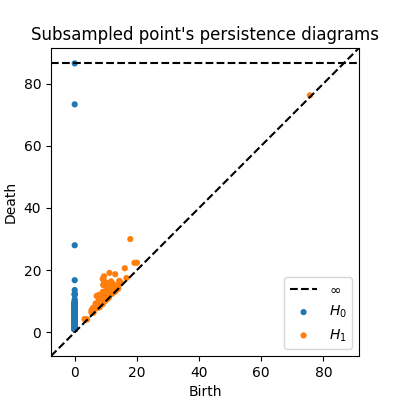 Subsampled point's persistence diagrams
Death
80
60
40
20
0
0 20 40 60 80
Birth
∞
H₀
H₁